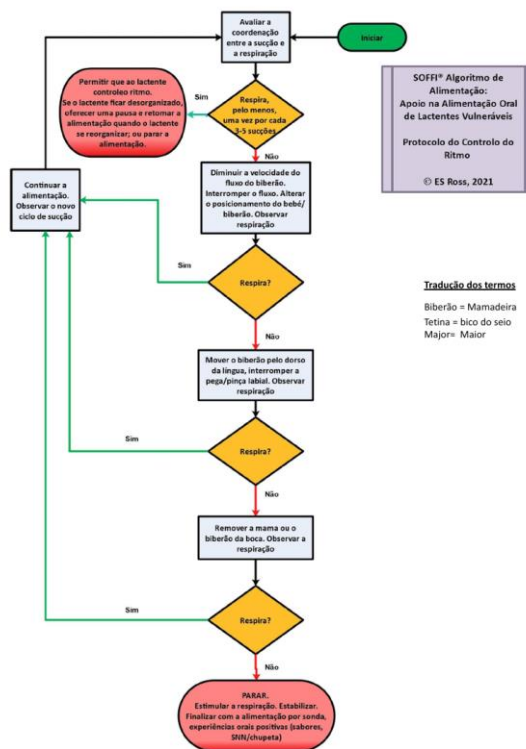 Avaliar a
coordenação
entre a sucção e
a respiração
Iniciar
SOFFI® Algoritmo de
Alimentação:
Apoio na Alimentação Oral
de Lactentes Vulneráveis
Protocolo do Controlo do
Ritmo
© ES Ross, 2021
Permitir que ao lactente
controleo ritmo.
Se o lactente ficar desorganizado,
oferecer uma pausa e retomar a
alimentação quando o lactente
se reorganizar; ou parar a
alimentação.
Sim
Respira,
pelo menos,
uma vez por cada
3-5 sucções
Não
Continuar a
alimentação.
Observar o novo
ciclo de sucção
Diminuir a velocidade do
fluxo do biberão.
Interromper o fluxo. Alterar
o posicionamento do bebé/
biberão. Observar
respiração
Sim
Respira?
Não
Tradução dos termos
Biberão = Mamadeira
Tetina = bico do seio
Major= Maior
Mover o biberão pelo dorso
da língua, interromper a
pega/pinça labial. Observar
respiração
Sim
Respira?
Não
Remover a mama ou o
biberão da boca. Observar a
respiração
Sim
Respira?
Não
PARAR.
Estimular a respiração. Estabilizar.
Finalizar com a alimentação por sonda,
experiências orais positivas (sabores,
SNN/chupeta)